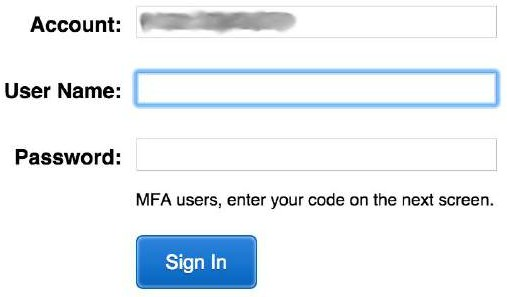 Account:
User Name:
Password:
MFA users, enter your code on the next screen.
Sign In